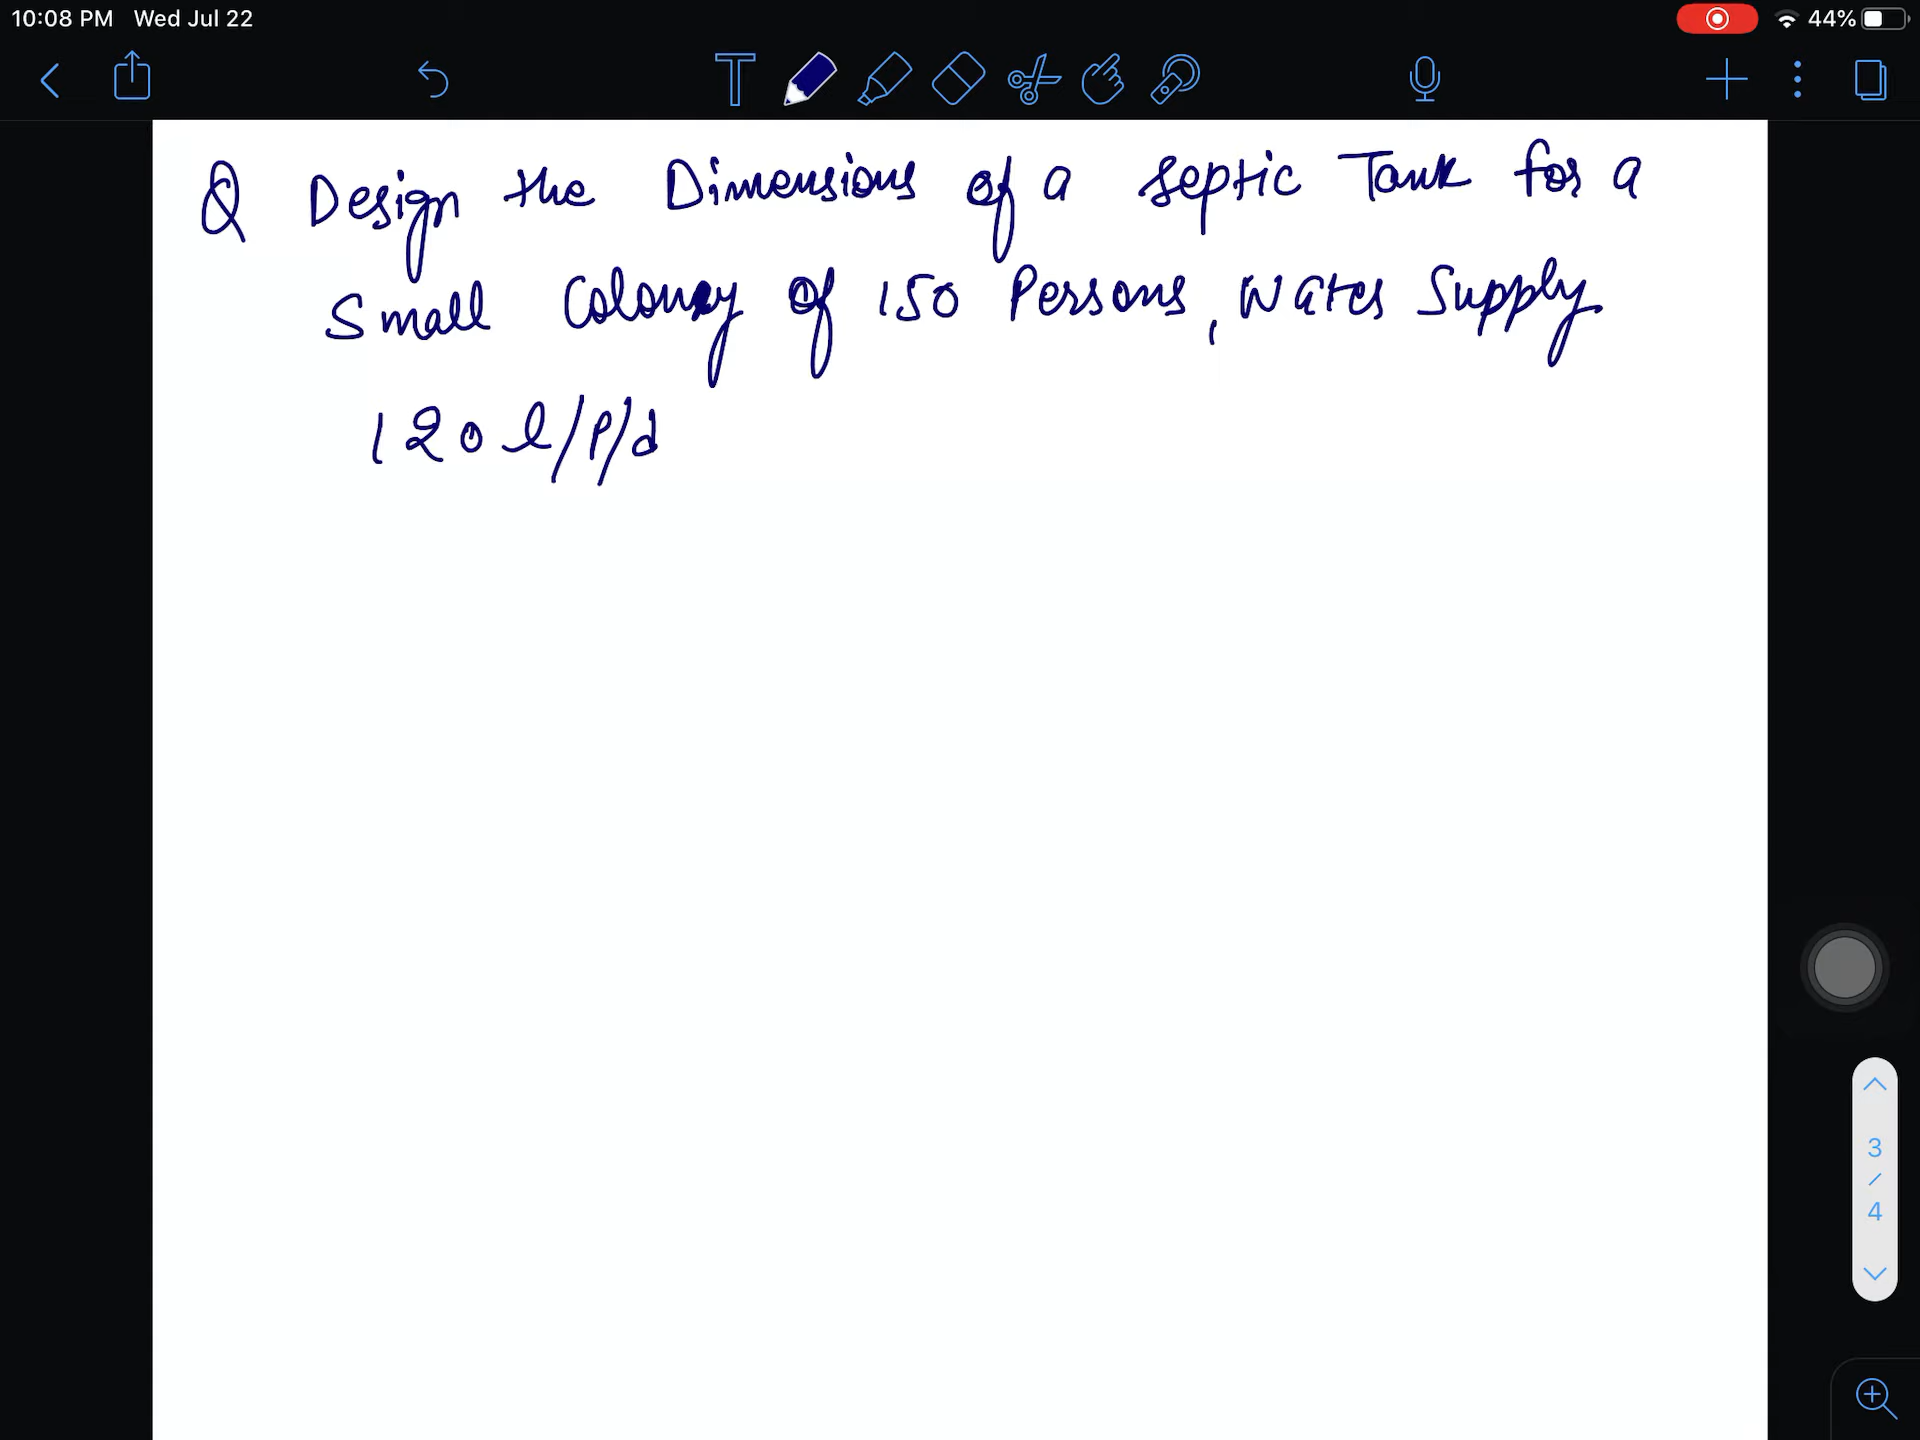 10:08 PM Wed Jul 22 44%
Q Design the Dimensions of a Septic Tank for a
Small Colony of 150 Persons, Water Supply
120 l/p/d
3
/
4